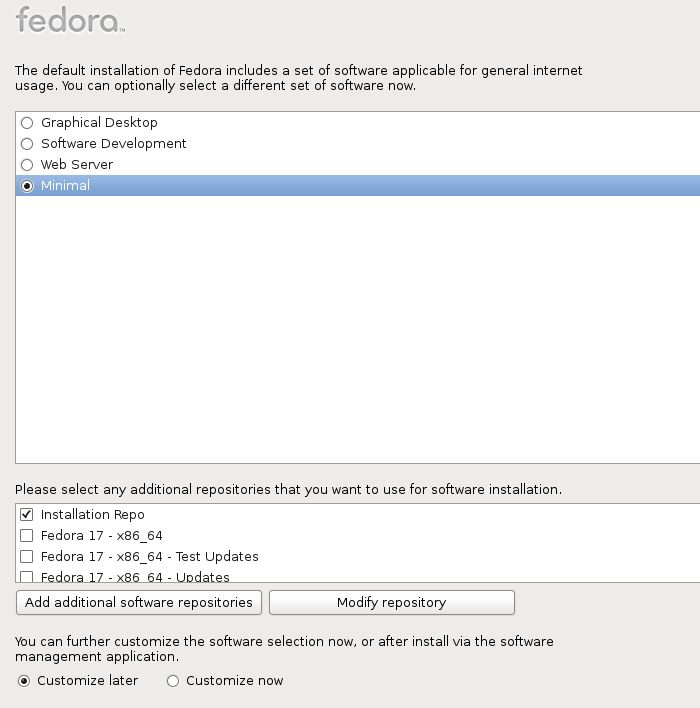 fedora™
The default installation of Fedora includes a set of software applicable for general internet
usage. You can optionally select a different set of software now.
Graphical Desktop
Software Development
Web Server
Minimal
Please select any additional repositories that you want to use for software installation.
Installation Repo
Fedora 17 - x86_64
Fedora 17 - x86_64 - Test Updates
Fedora 17 - x86_64 - Updates
Add additional software repositories
Modify repository
You can further customize the software selection now, or after install via the software
management application.
Customize later
Customize now